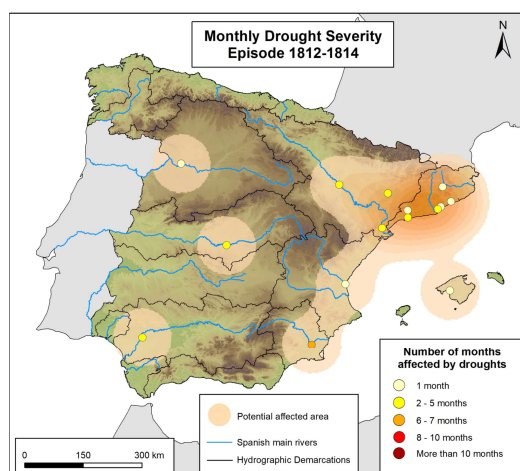 Monthly Drought Severity
Episode 1812-1814
N
Number of months
affected by droughts
1 month
2 - 5 months
6 - 7 months
8 - 10 months
More than 10 months
Potential affected area
Spanish main rivers
Hydrographic Demarcations
0 150 300
km